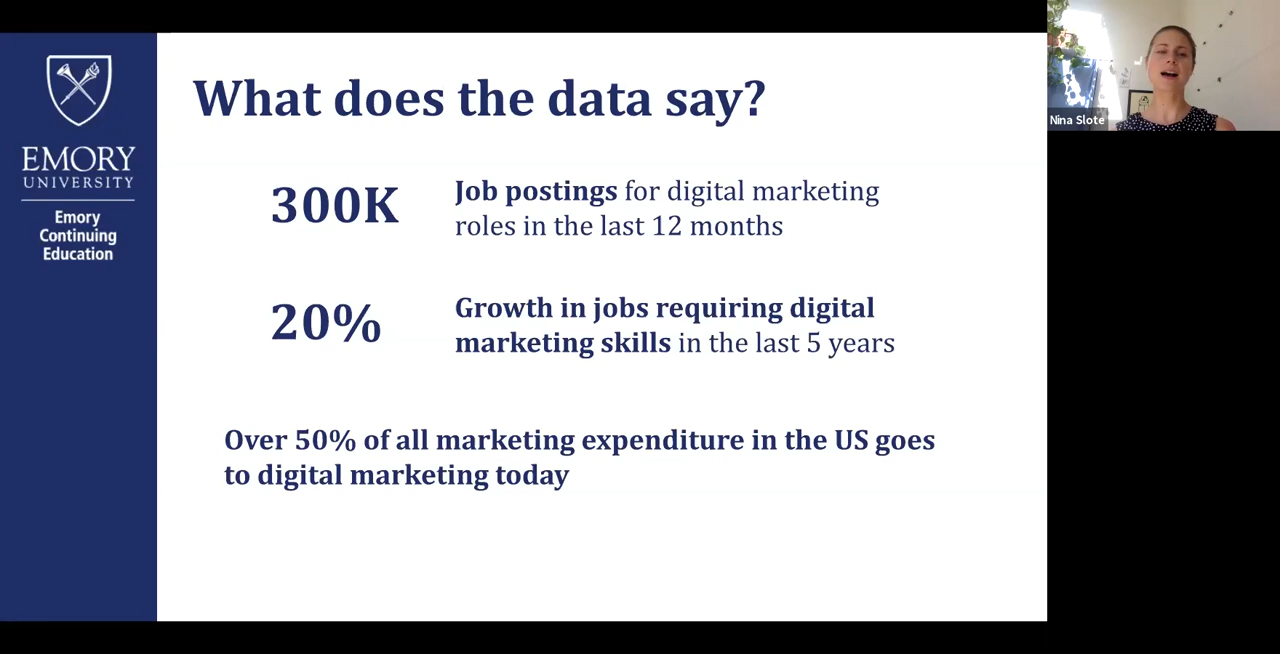 EMORY
UNIVERSITY
Emory
Continuing
Education
What does the data say?
300K
Job postings for digital marketing
roles in the last 12 months
20%
Growth in jobs requiring digital
marketing skills in the last 5 years
Over 50% of all marketing expenditure in the US goes
to digital marketing today
Nina Slote